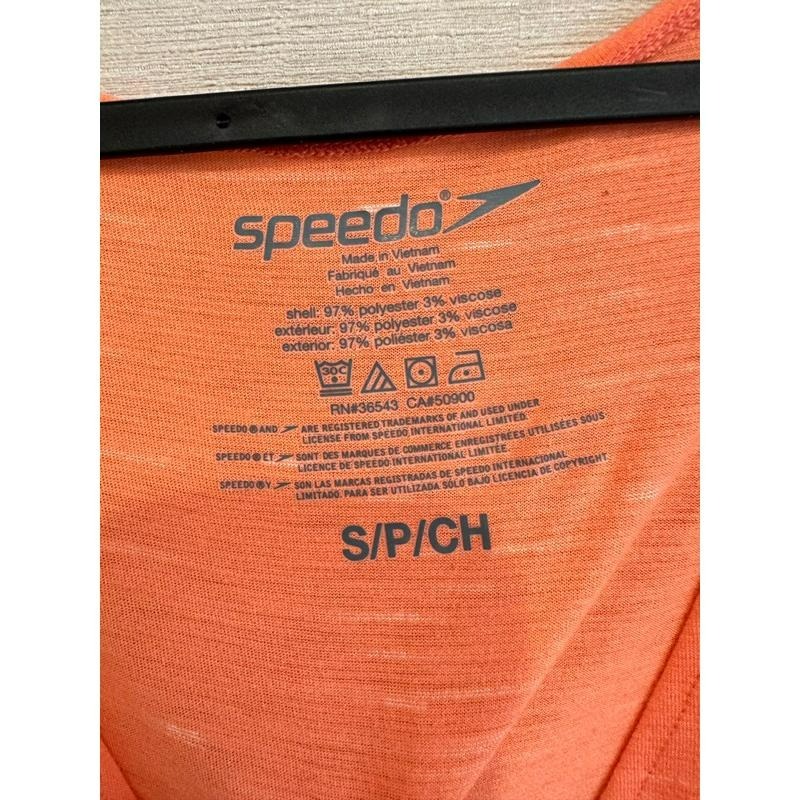 speedo®
Made in Vietnam
Fabriqué au Vietnam
Hecho en Vietnam
shell: 97% polyester 3% viscose
extérieur: 97% polyester 3% viscose
exterior: 97% poliéster 3% viscosa
30C
RN#36543 CA#50900
SPEEDO ® AND ARE REGISTERED TRADEMARKS OF AND USED UNDER
LICENSE FROM SPEEDO INTERNATIONAL LIMITED.
SPEEDO ® ET SONT DES MARQUES DE COMMERCE ENREGISTREES UTILISÉES SOUS
LICENCE DE SPEEDO INTERNATIONAL LIMITÉE.
SPEEDO ® Y SON LAS MARCAS REGISTRADAS DE SPEEDO INTERNACIONAL
LIMITADO. PARA SER UTILIZADA SÓLO BAJO LICENCIA DE COPYRIGHT.
S/P/CH